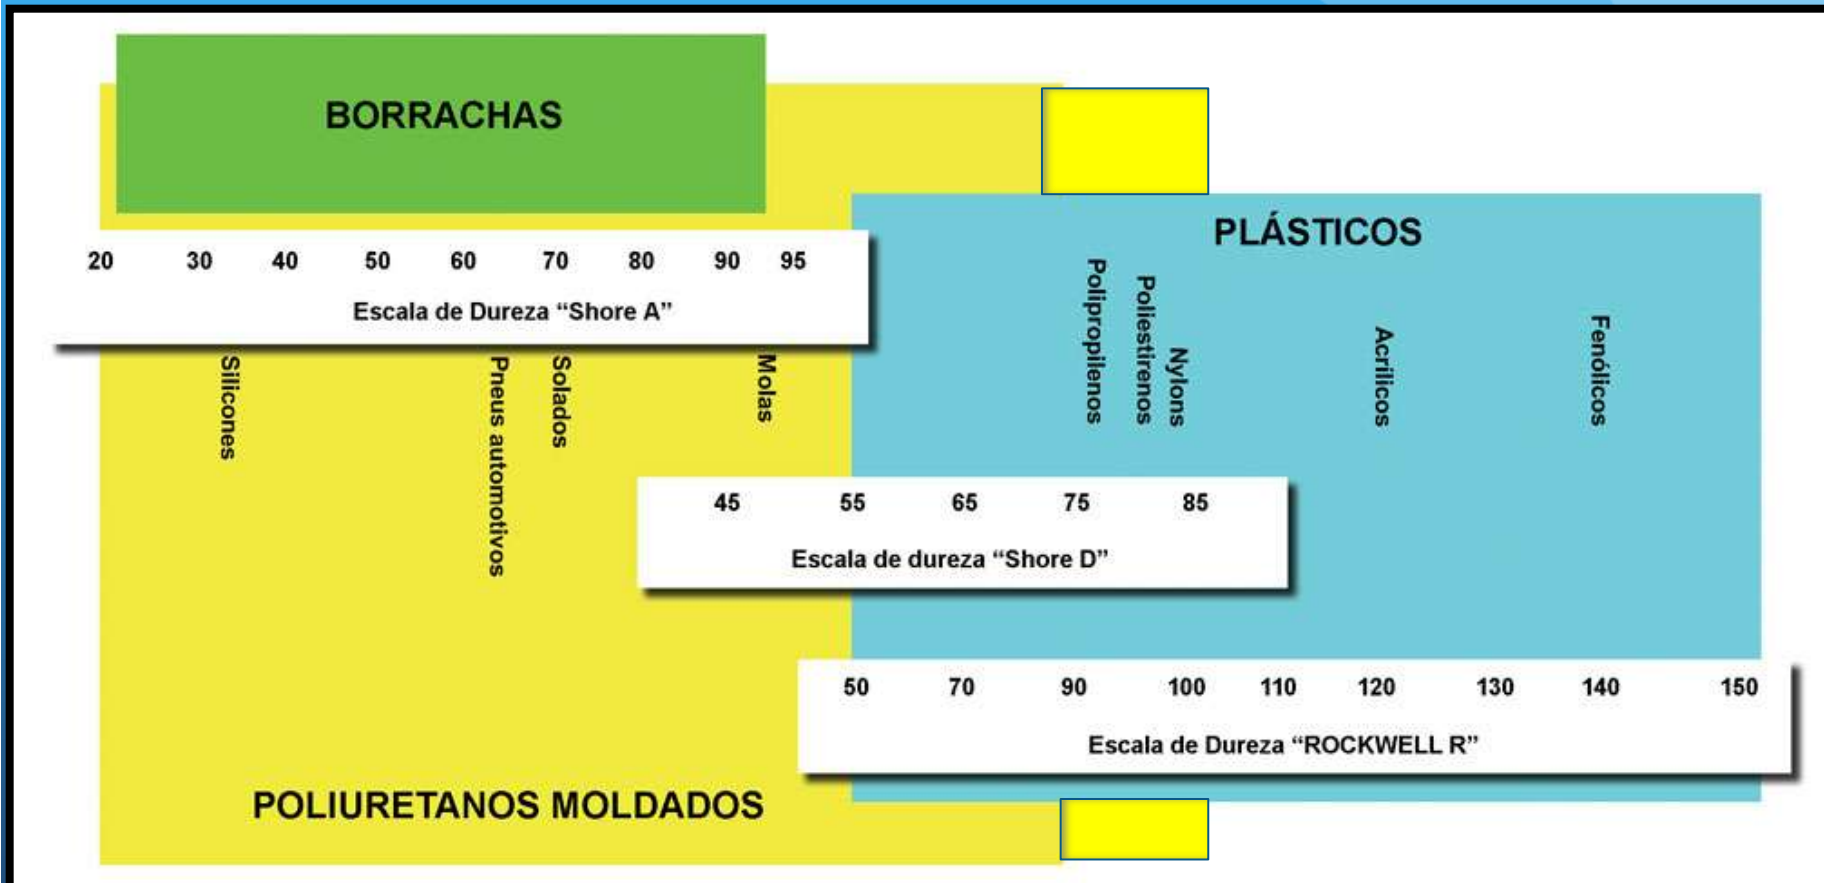 BORRACHAS
PLÁSTICOS
20 30 40 50 60 70 80 90 95
Escala de Dureza “Shore A”
Silicones
Pneus automotivos
Solados
Molas
Polipropilenos
Poliestirenos
Nylons
Acrílicos
Fenólicos
45 55 65 75 85
Escala de dureza “Shore D”
50 70 90 100 110 120 130 140 150
Escala de Dureza “ROCKWELL R”
POLIURETANOS MOLDADOS